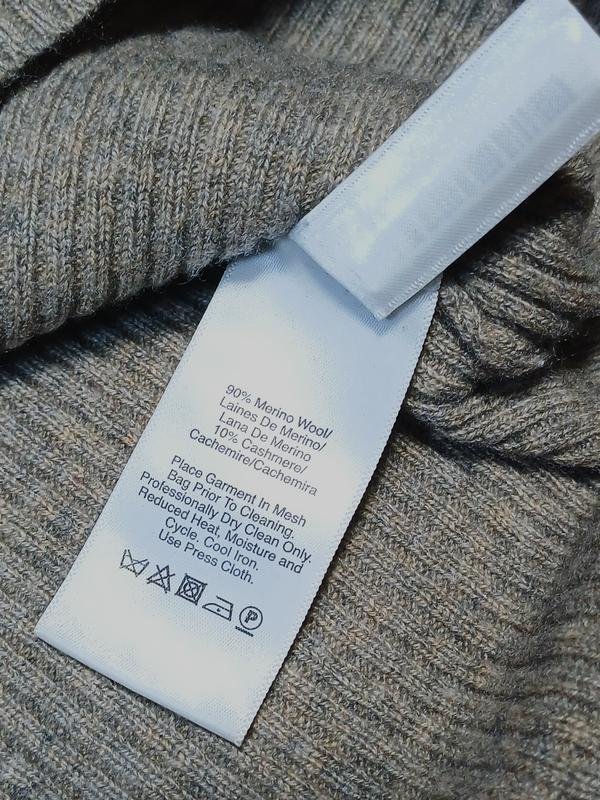 90% Merino Wool/
Laines De Merino/
Lana De Merino
10% Cashmere/
Cachemire/Cachemira
Place Garment In Mesh
Bag Prior To Cleaning.
Professionally Dry Clean Only.
Reduced Heat, Moisture and
Cycle. Cool Iron.
Use Press Cloth.
P